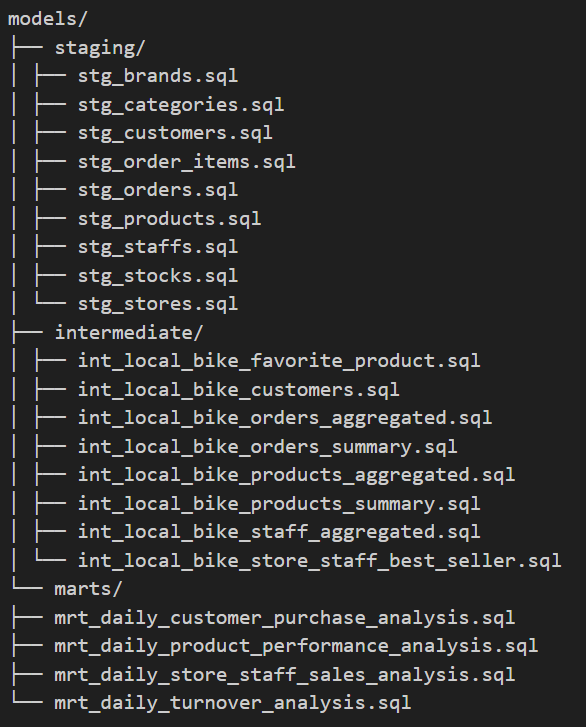 models/
├── staging/
│ ├── stg_brands.sql
│ ├── stg_categories.sql
│ ├── stg_customers.sql
│ ├── stg_order_items.sql
│ ├── stg_orders.sql
│ ├── stg_products.sql
│ ├── stg_staffs.sql
│ ├── stg_stocks.sql
│ └── stg_stores.sql
├── intermediate/
│ ├── int_local_bike_favorite_product.sql
│ ├── int_local_bike_customers.sql
│ ├── int_local_bike_orders_aggregated.sql
│ ├── int_local_bike_orders_summary.sql
│ ├── int_local_bike_products_aggregated.sql
│ ├── int_local_bike_products_summary.sql
│ ├── int_local_bike_staff_aggregated.sql
│ └── int_local_bike_store_staff_best_seller.sql
└── marts/
├── mrt_daily_customer_purchase_analysis.sql
├── mrt_daily_product_performance_analysis.sql
├── mrt_daily_store_staff_sales_analysis.sql
└── mrt_daily_turnover_analysis.sql